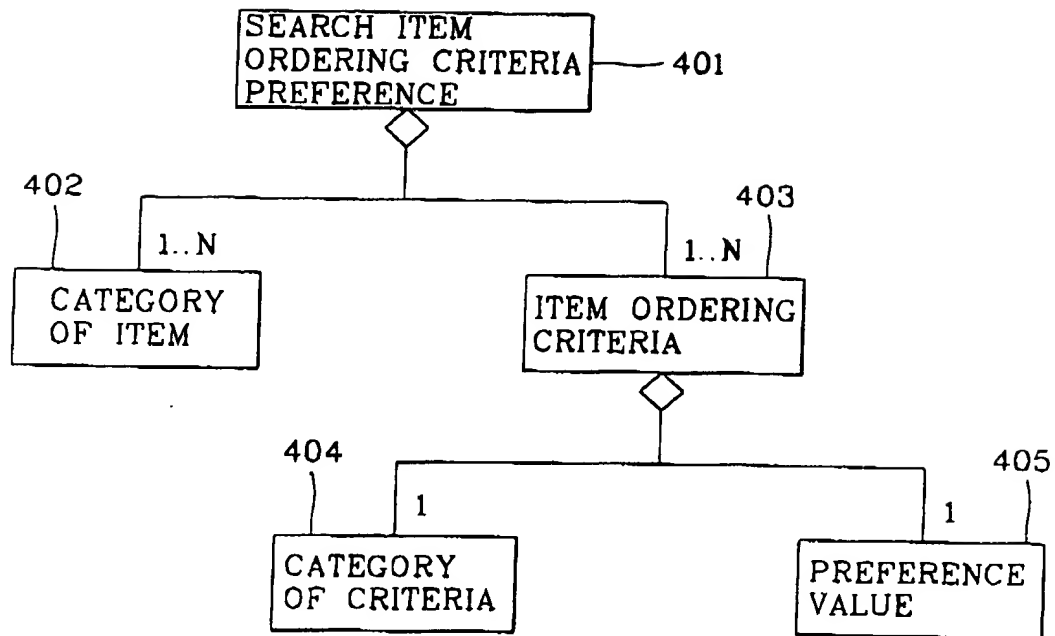 SEARCH ITEM
ORDERING CRITERIA
PREFERENCE
401
402
403
1..N
1..N
CATEGORY
OF ITEM
ITEM ORDERING
CRITERIA
404
405
1
1
CATEGORY
OF CRITERIA
PREFERENCE
VALUE